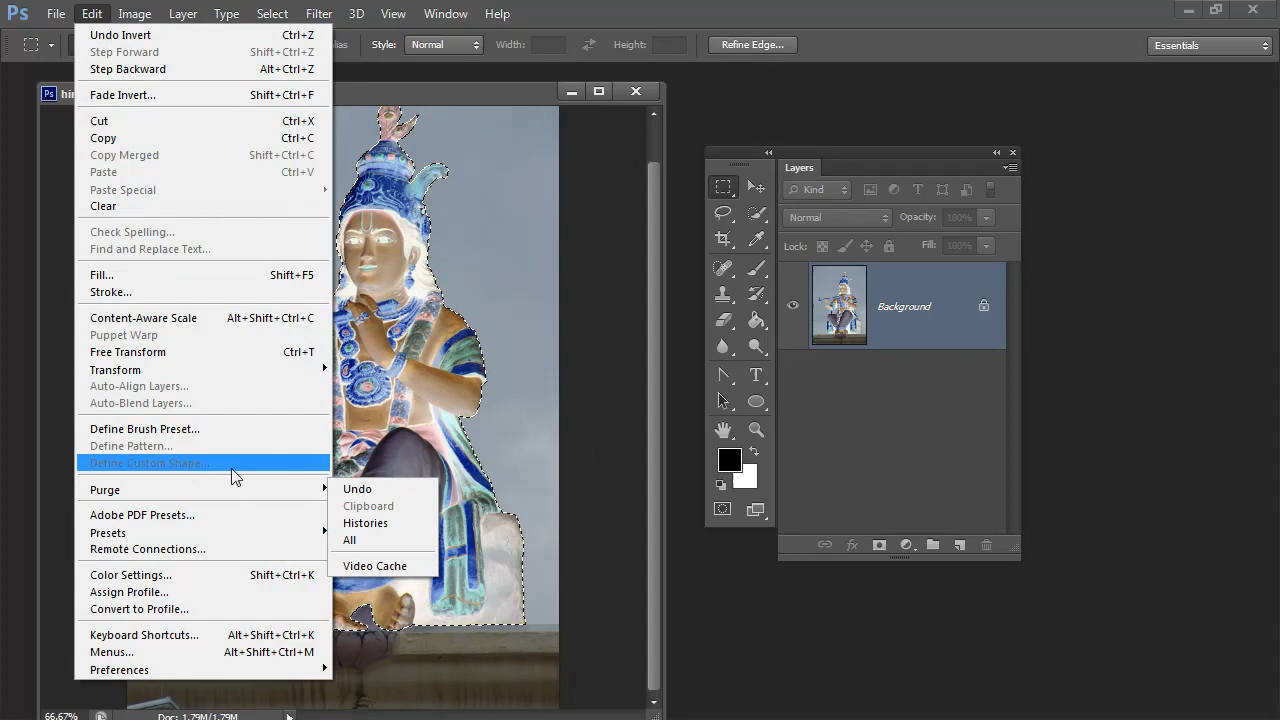 Ps File Edit Image Layer Type Select Filter 3D View Window Help
Style: Normal Width: Height: Refine Edge... Essentials
Undo Invert Ctrl+Z
Step Forward Shift+Ctrl+Z
Step Backward Alt+Ctrl+Z
Fade Invert... Shift+Ctrl+F
Cut Ctrl+X
Copy Ctrl+C
Copy Merged Shift+Ctrl+C
Paste Ctrl+V
Paste Special
Clear
Check Spelling...
Find and Replace Text...
Fill... Shift+F5
Stroke...
Content-Aware Scale Alt+Shift+Ctrl+C
Puppet Warp
Free Transform Ctrl+T
Transform
Auto-Align Layers...
Auto-Blend Layers...
Define Brush Preset...
Define Pattern...
Define Custom Shape...
Purge
Adobe PDF Presets...
Presets
Remote Connections...
Color Settings... Shift+Ctrl+K
Assign Profile...
Convert to Profile...
Keyboard Shortcuts... Alt+Shift+Ctrl+K
Menus... Alt+Shift+Ctrl+M
Preferences
Undo
Clipboard
Histories
All
Video Cache
Ps
Layers
Kind
Normal Opacity: 100%
Lock: Fill: 100%
Background
66.67% Doc: 1.79M/1.79M